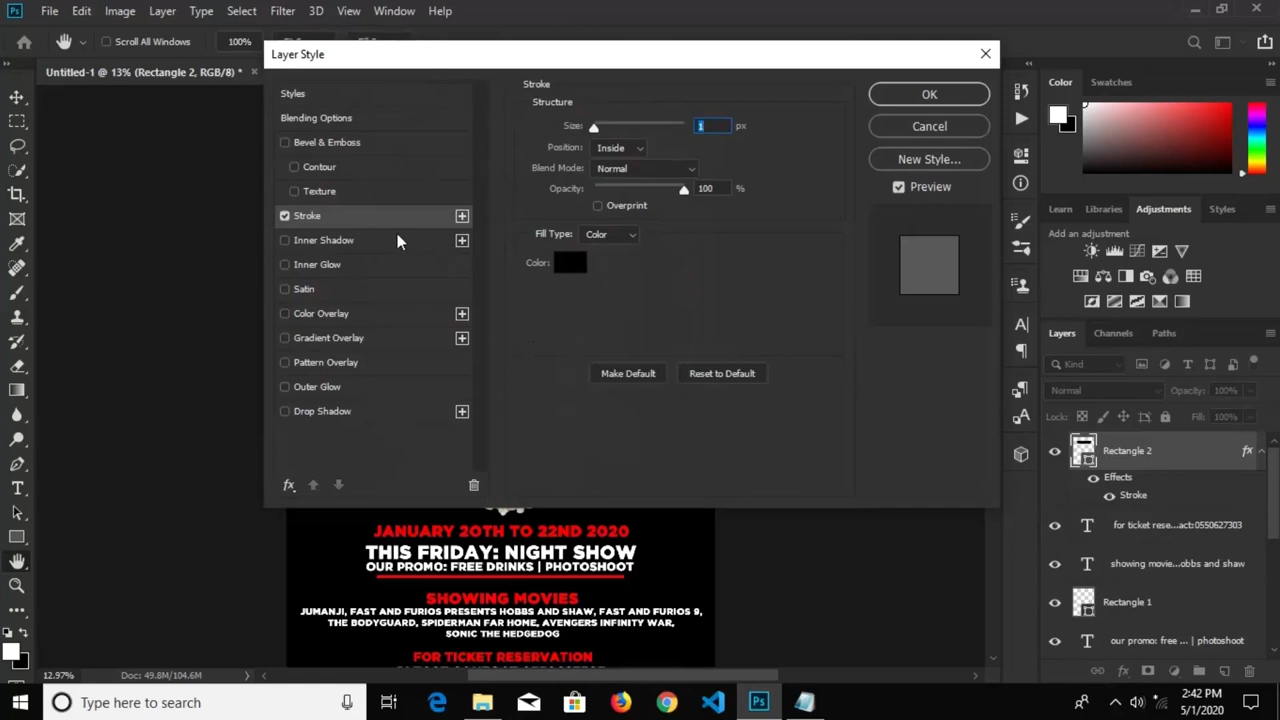 Ps File Edit Image Layer Type Select Filter 3D View Window Help
Scroll All Windows 100%
Untitled-1 @ 13% (Rectangle 2, RGB/8) *
Layer Style
Styles
Blending Options
Bevel & Emboss
Contour
Texture
Stroke
Inner Shadow
Inner Glow
Satin
Color Overlay
Gradient Overlay
Pattern Overlay
Outer Glow
Drop Shadow
fx
Stroke
Structure
Size: 1 px
Position: Inside
Blend Mode: Normal
Opacity: 100 %
Overprint
Fill Type: Color
Color:
Make Default Reset to Default
OK
Cancel
New Style...
Preview
Color Swatches
Learn Libraries Adjustments Styles
Add an adjustment
Layers Channels Paths
Kind
Normal Opacity: 100%
Lock: Fill: 100%
Rectangle 2 fx
Effects
Stroke
for ticket rese...act:0550627303
showing movie...obbs and shaw
Rectangle 1
our promo: free ... | photoshoot
JANUARY 20TH TO 22ND 2020
THIS FRIDAY: NIGHT SHOW
OUR PROMO: FREE DRINKS | PHOTOSHOOT
SHOWING MOVIES
JUMANJI, FAST AND FURIOS PRESENTS HOBBS AND SHAW, FAST AND FURIOS 9,
THE BODYGUARD, SPIDERMAN FAR HOME, AVENGERS INFINITY WAR,
SONIC THE HEDGEDOG
FOR TICKET RESERVATION
12.97% Doc: 49.8M/104.6M
Type here to search
2:42 PM
5/1/2020